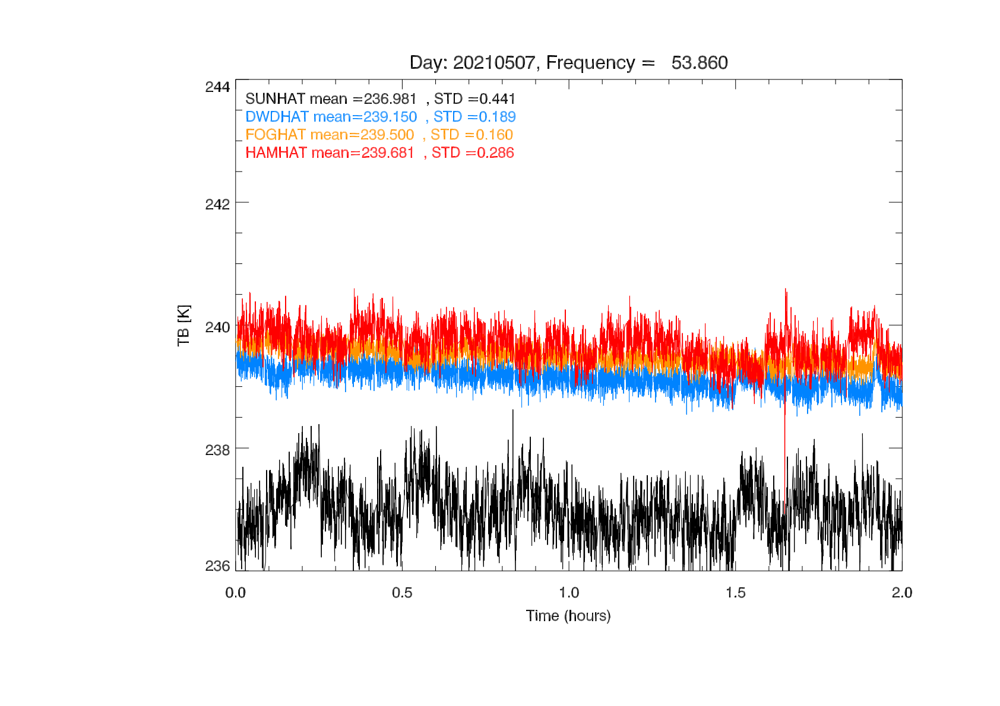 Day: 20210507, Frequency = 53.860
244
SUNHAT mean =236.981 , STD =0.441
DWDHAT mean=239.150 , STD =0.189
FOGHAT mean=239.500 , STD =0.160
HAMHAT mean=239.681 , STD =0.286
242
TB [K]
240
238
236
0.0 0.5 1.0 1.5 2.0
Time (hours)